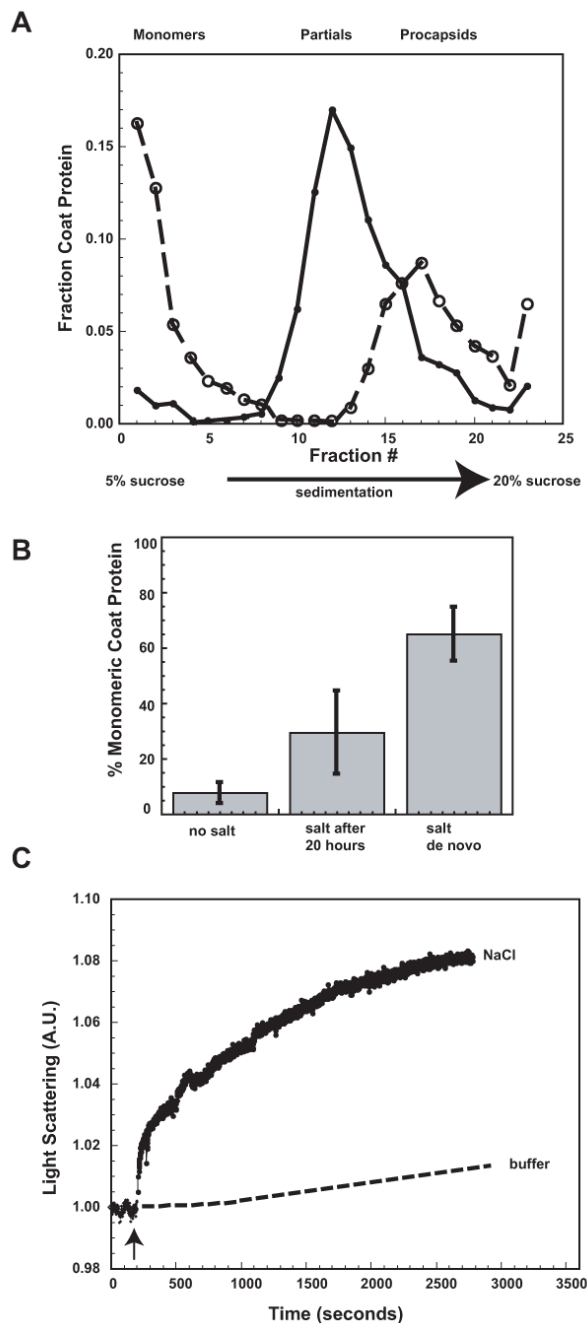 A
Monomers Partials Procapsids
0.20
0.15
0.10
0.05
0.00
Fraction Coat Protein
0 5 10 15 20 25
Fraction #
5% sucrose sedimentation 20% sucrose
B
100
80
60
40
20
0
% Monomeric Coat Protein
no salt
salt after
20 hours
salt
de novo
C
1.10
1.08
1.06
1.04
1.02
1.00
0.98
Light Scattering (A.U.)
NaCl
buffer
0 500 1000 1500 2000 2500 3000 3500
Time (seconds)